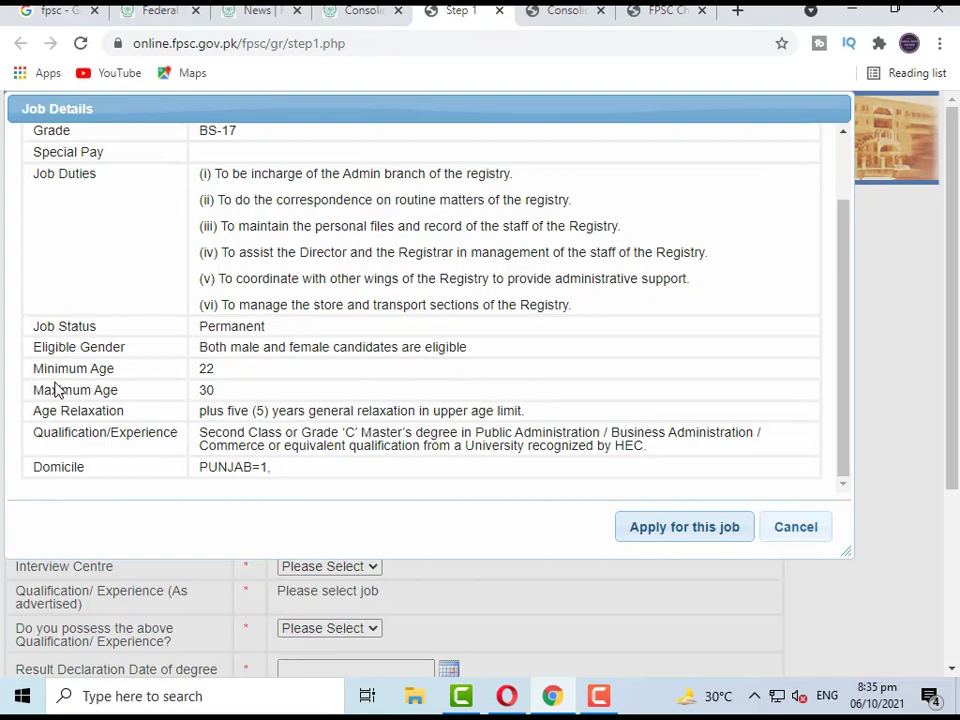 fpsc - G
Federal
News |
Consoli
Step 1
Consolic
FPSC Ch
online.fpsc.gov.pk/fpsc/gr/step1.php
Apps
YouTube
Maps
Reading list
Job Details
Grade
BS-17
Special Pay
Job Duties
(i) To be incharge of the Admin branch of the registry.
(ii) To do the correspondence on routine matters of the registry.
(iii) To maintain the personal files and record of the staff of the Registry.
(iv) To assist the Director and the Registrar in management of the staff of the Registry.
(v) To coordinate with other wings of the Registry to provide administrative support.
(vi) To manage the store and transport sections of the Registry.
Job Status
Permanent
Eligible Gender
Both male and female candidates are eligible
Minimum Age
22
Maximum Age
30
Age Relaxation
plus five (5) years general relaxation in upper age limit.
Qualification/Experience
Second Class or Grade ‘C’ Master’s degree in Public Administration / Business Administration /
Commerce or equivalent qualification from a University recognized by HEC.
Domicile
PUNJAB=1,
Apply for this job
Cancel
Interview Centre
*
Please Select
Qualification/ Experience (As
advertised)
*
Please select job
Do you possess the above
Qualification/ Experience?
*
Please Select
Result Declaration Date of degree
*
Type here to search
30°C
ENG
8:35 pm
06/10/2021
4